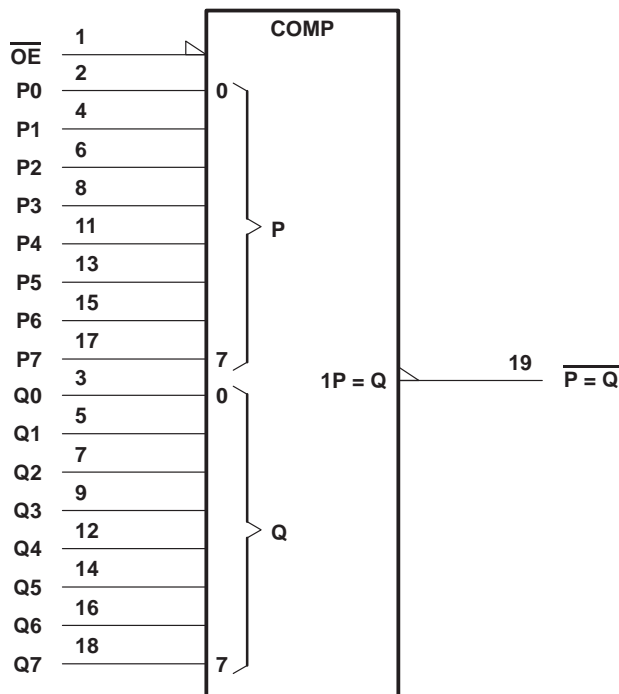 COMP
OE 1
P0 2 0
P1 4
P2 6
P3 8
P4 11 P
P5 13
P6 15
P7 17 7
1P = Q 19 P = Q
Q0 3 0
Q1 5
Q2 7
Q3 9
Q4 12 Q
Q5 14
Q6 16
Q7 18 7